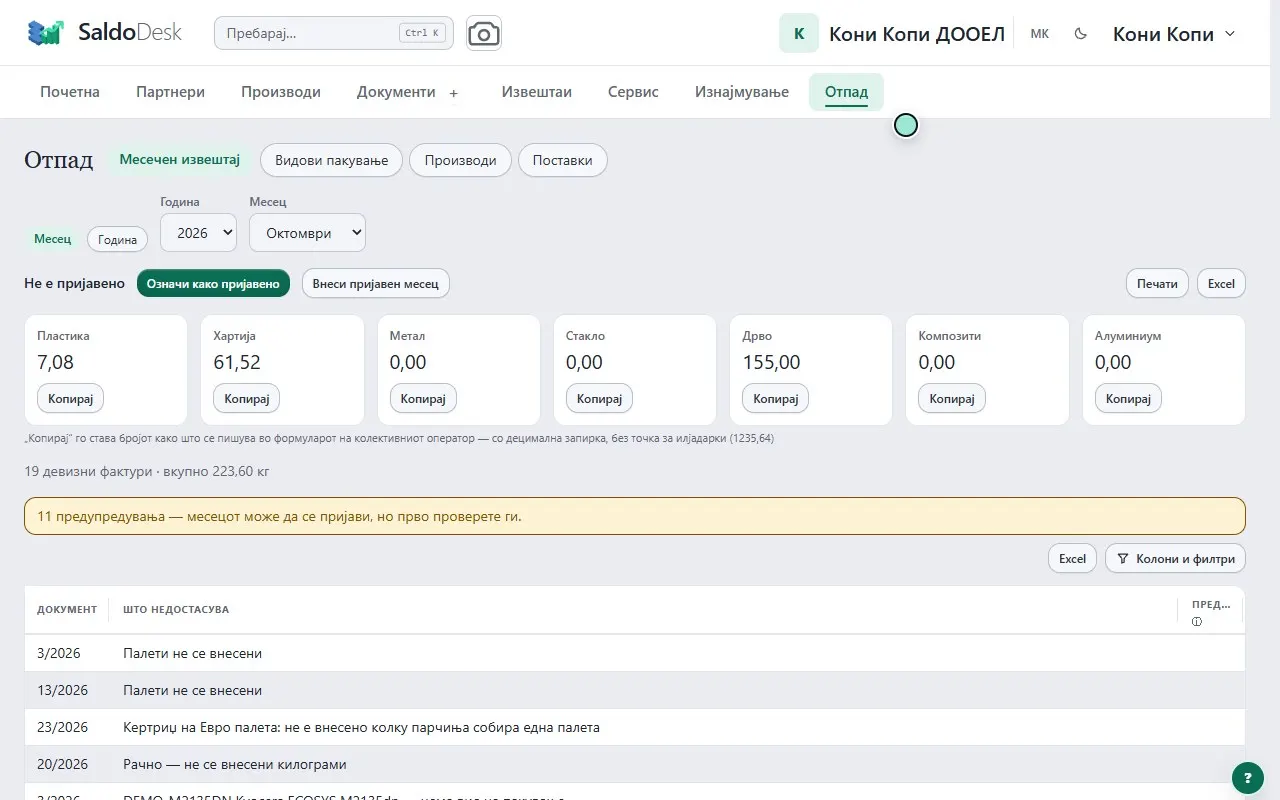 SaldoDesk
Пребарај...
Ctrl K
К
Кони Копи ДООЕЛ
МК
Кони Копи
Почетна
Партнери
Производи
Документи +
Извештаи
Сервис
Изнајмување
Отпад
Отпад
Месечен извештај
Видови пакување
Производи
Поставки
Месец
Година
Година
2026
Месец
Октомври
Не е пријавено
Означи како пријавено
Внеси пријавен месец
Печати
Excel
Пластика
7,08
Копирај
Хартија
61,52
Копирај
Метал
0,00
Копирај
Стакло
0,00
Копирај
Дрво
155,00
Копирај
Композити
0,00
Копирај
Алуминиум
0,00
Копирај
„Копирај“ го става бројот како што се пишува во формуларот на колективниот оператор — со децимална запирка, без точка за илјадарки (1235,64)
19 девизни фактури · вкупно 223,60 кг
11 предупредувања — месецот може да се пријави, но прво проверете ги.
Excel
Колони и филтри
ДОКУМЕНТ
ШТО НЕДОСТАСУВА
ПРЕД...
3/2026 Палети не се внесени
13/2026 Палети не се внесени
23/2026 Кертриџ на Евро палета: не е внесено колку парчиња собира една палета
20/2026 Рачно — не се внесени килограми
?